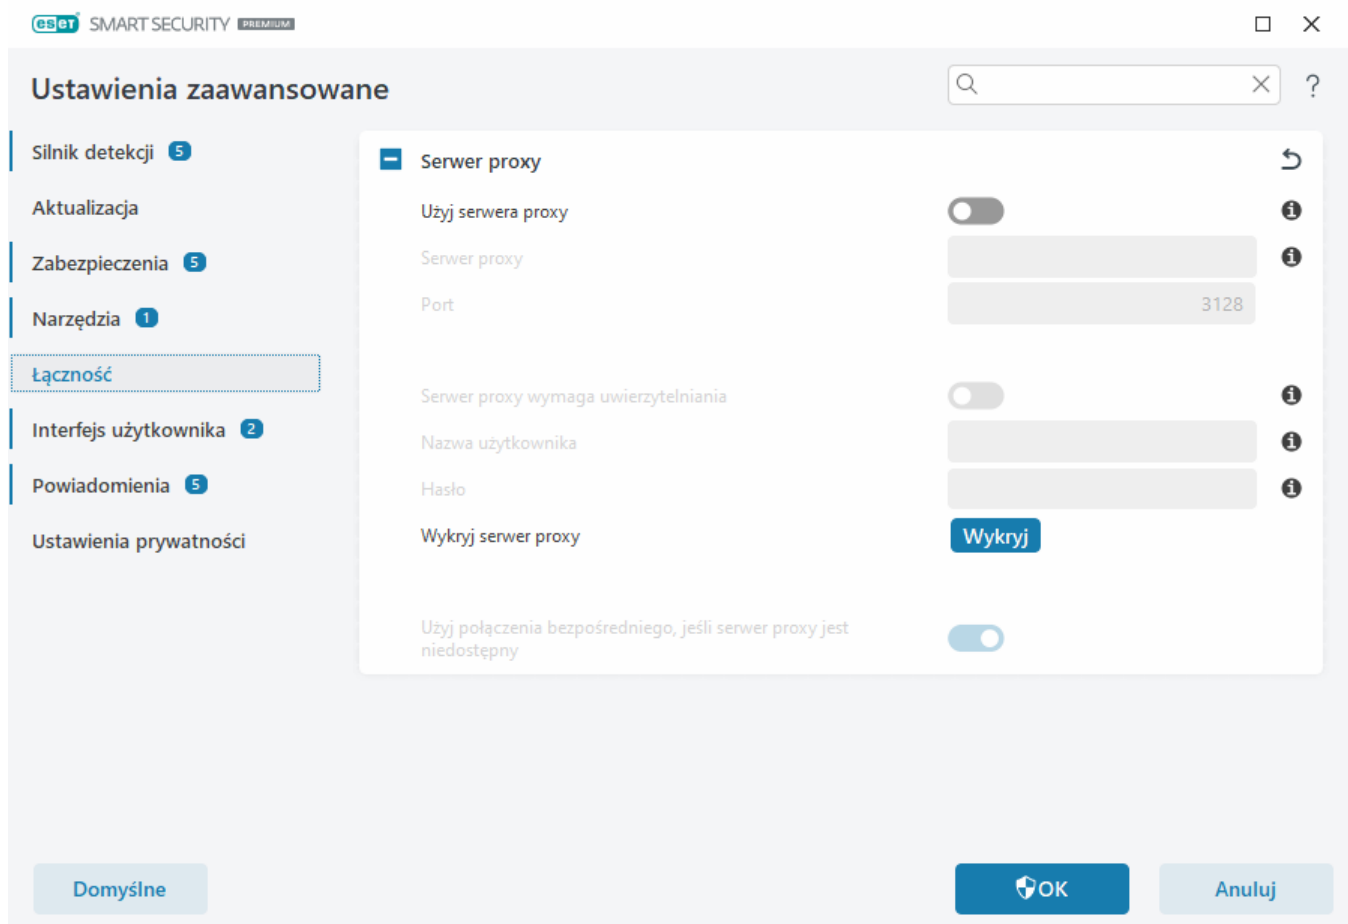 eset SMART SECURITY PREMIUM
Ustawienia zaawansowane
?
Silnik detekcji 5
Aktualizacja
Zabezpieczenia 5
Narzędzia 1
Łączność
Interfejs użytkownika 2
Powiadomienia 5
Ustawienia prywatności
Serwer proxy
Użyj serwera proxy
Serwer proxy
Port 3128
Serwer proxy wymaga uwierzytelniania
Nazwa użytkownika
Hasło
Wykryj serwer proxy Wykryj
Użyj połączenia bezpośredniego, jeśli serwer proxy jest
niedostępny
Domyślne OK Anuluj